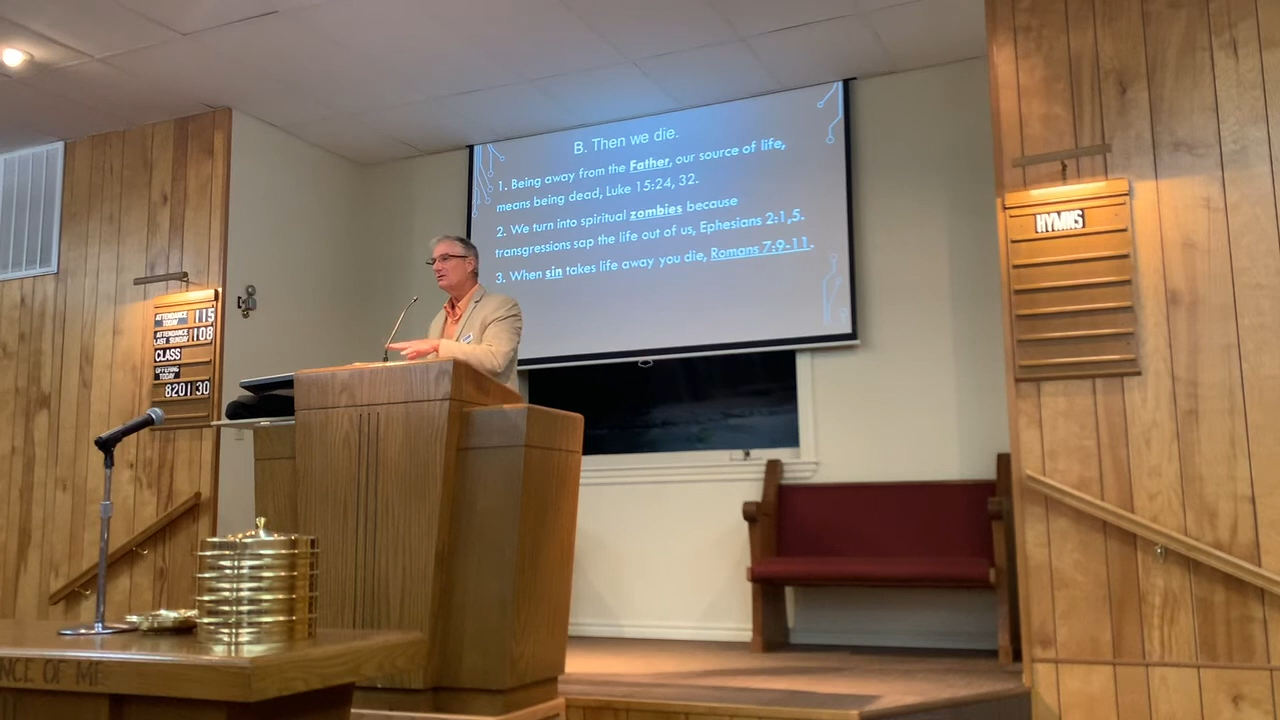 B. Then we die.
1. Being away from the Father, our source of life,
means being dead, Luke 15:24, 32.
2. We turn into spiritual zombies because
transgressions sap the life out of us, Ephesians 2:1,5.
3. When sin takes life away you die, Romans 7:9-11.
HYMNS
ATTENDANCE
TODAY 115
ATTENDANCE
LAST SUNDAY 108
CLASS
OFFERING
TODAY
8201 30
NCE OF ME